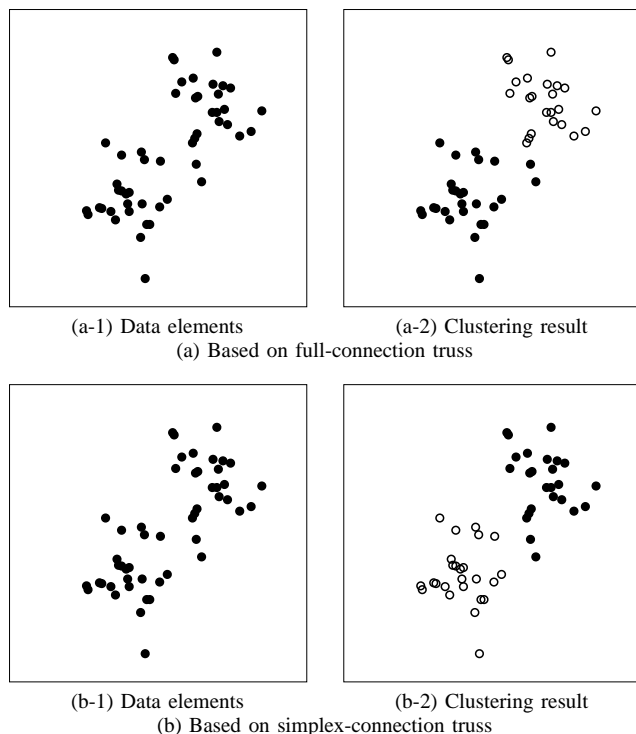 (a-1) Data elements
(a-2) Clustering result
(a) Based on full-connection truss
(b-1) Data elements
(b-2) Clustering result
(b) Based on simplex-connection truss